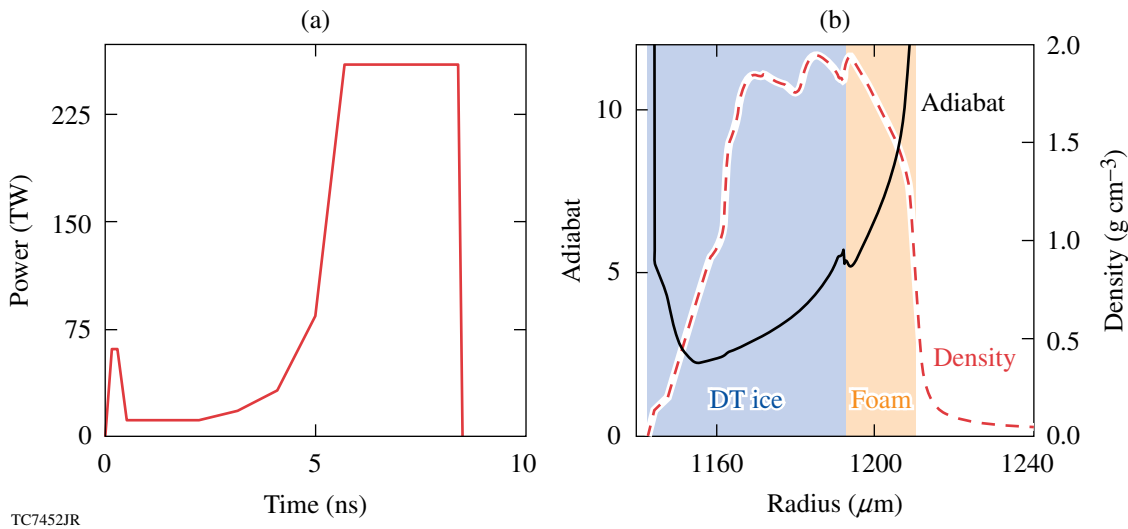 (a)
225
150
75
0
Power (TW)
0
5
10
Time (ns)
(b)
10
5
0
Adiabat
Adiabat
Density
DT ice
Foam
2.0
1.5
1.0
0.5
0.0
Density (g cm−3)
1160
1200
1240
Radius (μm)
TC7452JR